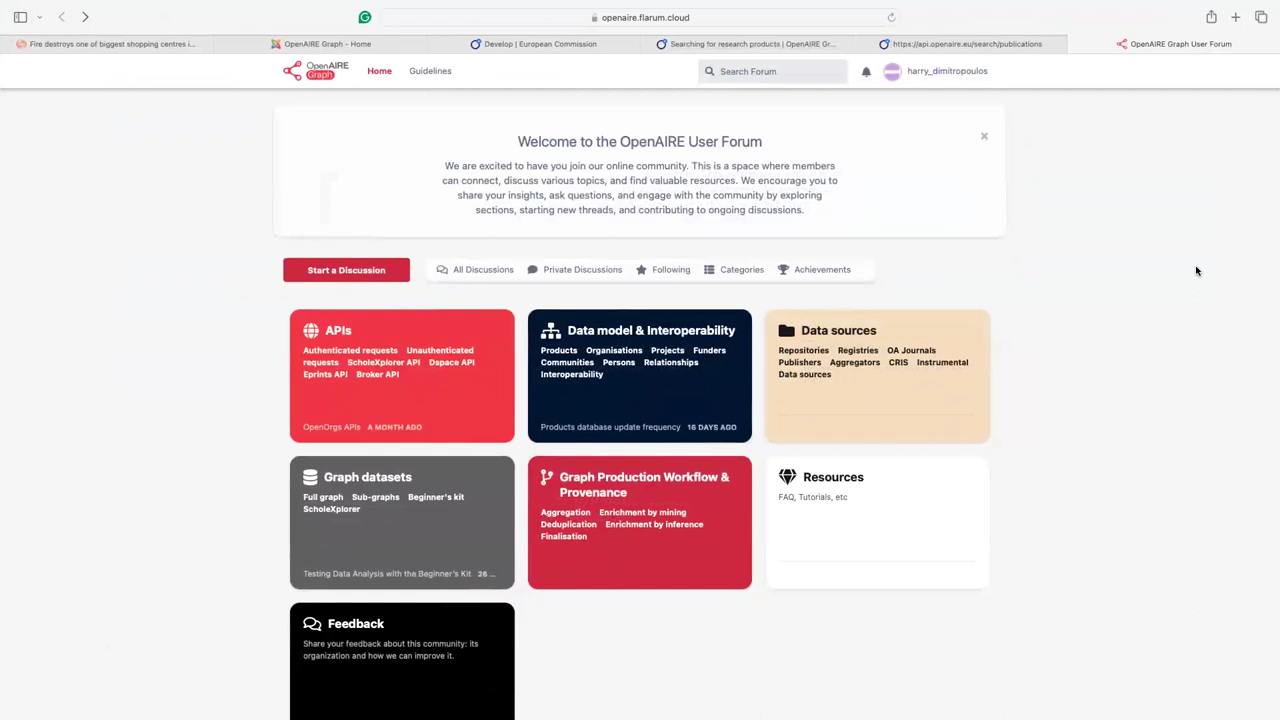 openaire.flarum.cloud
Fire destroys one of biggest shopping centres i...
OpenAIRE Graph - Home
Develop | European Commission
Searching for research products | OpenAIRE Gr...
https://api.openaire.eu/search/publications
OpenAIRE Graph User Forum
OpenAIRE
Graph
Home
Guidelines
Search Forum
harry_dimitropoulos
Welcome to the OpenAIRE User Forum
We are excited to have you join our online community. This is a space where members
can connect, discuss various topics, and find valuable resources. We encourage you to
share your insights, ask questions, and engage with the community by exploring
sections, starting new threads, and contributing to ongoing discussions.
Start a Discussion
All Discussions
Private Discussions
Following
Categories
Achievements
APIs
Authenticated requests Unauthenticated
requests ScholeXplorer API Dspace API
Eprints API Broker API
OpenOrgs APIs A MONTH AGO
Data model & Interoperability
Products Organisations Projects Funders
Communities Persons Relationships
Interoperability
Products database update frequency 16 DAYS AGO
Data sources
Repositories Registries OA Journals
Publishers Aggregators CRIS Instrumental
Data sources
Graph datasets
Full graph Sub-graphs Beginner's kit
ScholeXplorer
Testing Data Analysis with the Beginner's Kit 26 ...
Graph Production Workflow &
Provenance
Aggregation Enrichment by mining
Deduplication Enrichment by inference
Finalisation
Resources
FAQ, Tutorials, etc
Feedback
Share your feedback about this community: its
organization and how we can improve it.